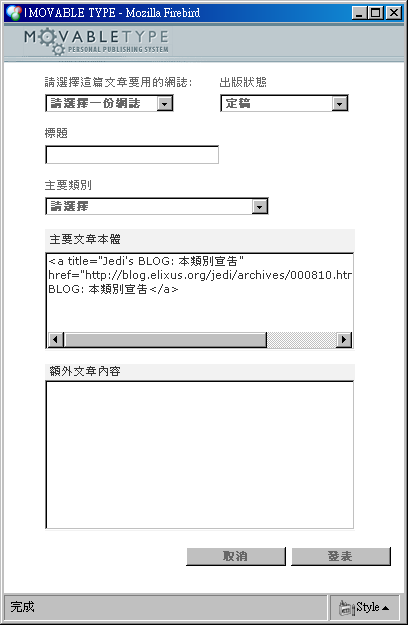 MOVABLE TYPE - Mozilla Firebird
MOVABLETYPE
PERSONAL PUBLISHING SYSTEM
請選擇這篇文章要用的網誌: 出版狀態
請選擇一份網誌 定稿
標題
主要類別
請選擇
主要文章本體
<a title="Jedi's BLOG: 本類別宣告"
href="http://blog.elixus.org/jedi/archives/000810.htm
BLOG: 本類別宣告</a>
額外文章內容
取消 發表
完成 Style